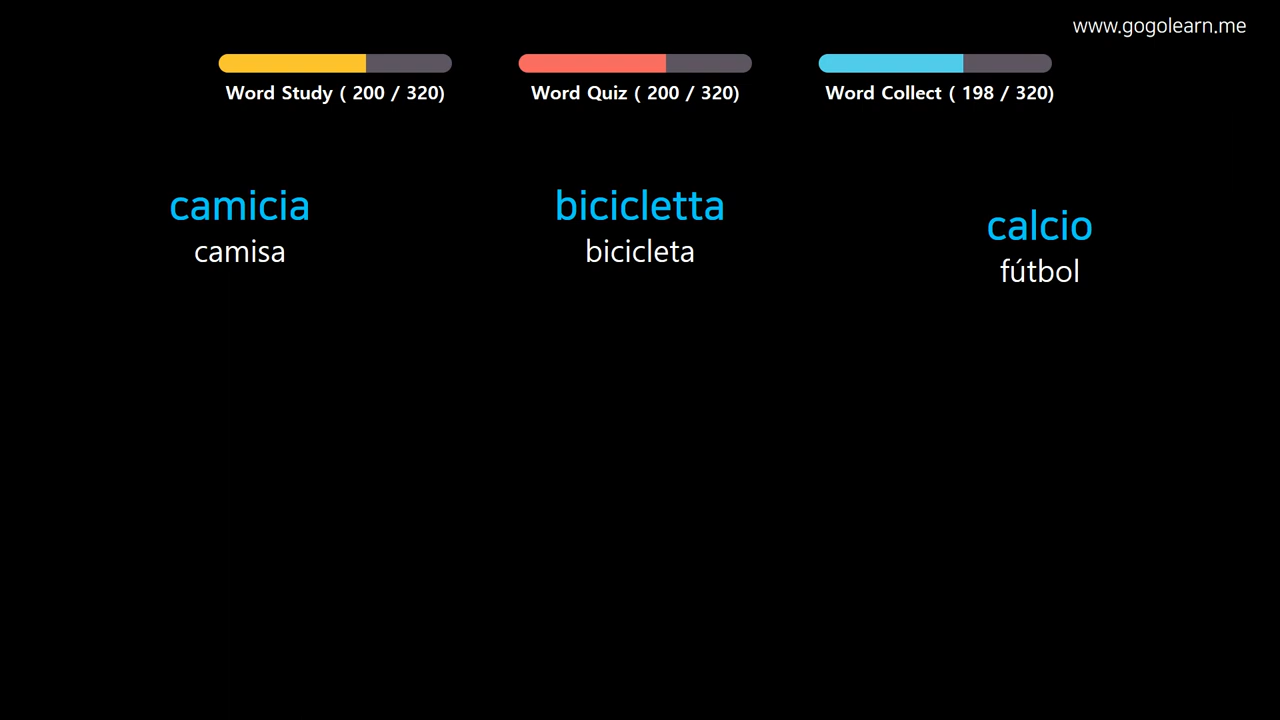 www.gogolearn.me
Word Study ( 200 / 320)
Word Quiz ( 200 / 320)
Word Collect ( 198 / 320)
camicia
camisa
bicicletta
bicicleta
calcio
fútbol